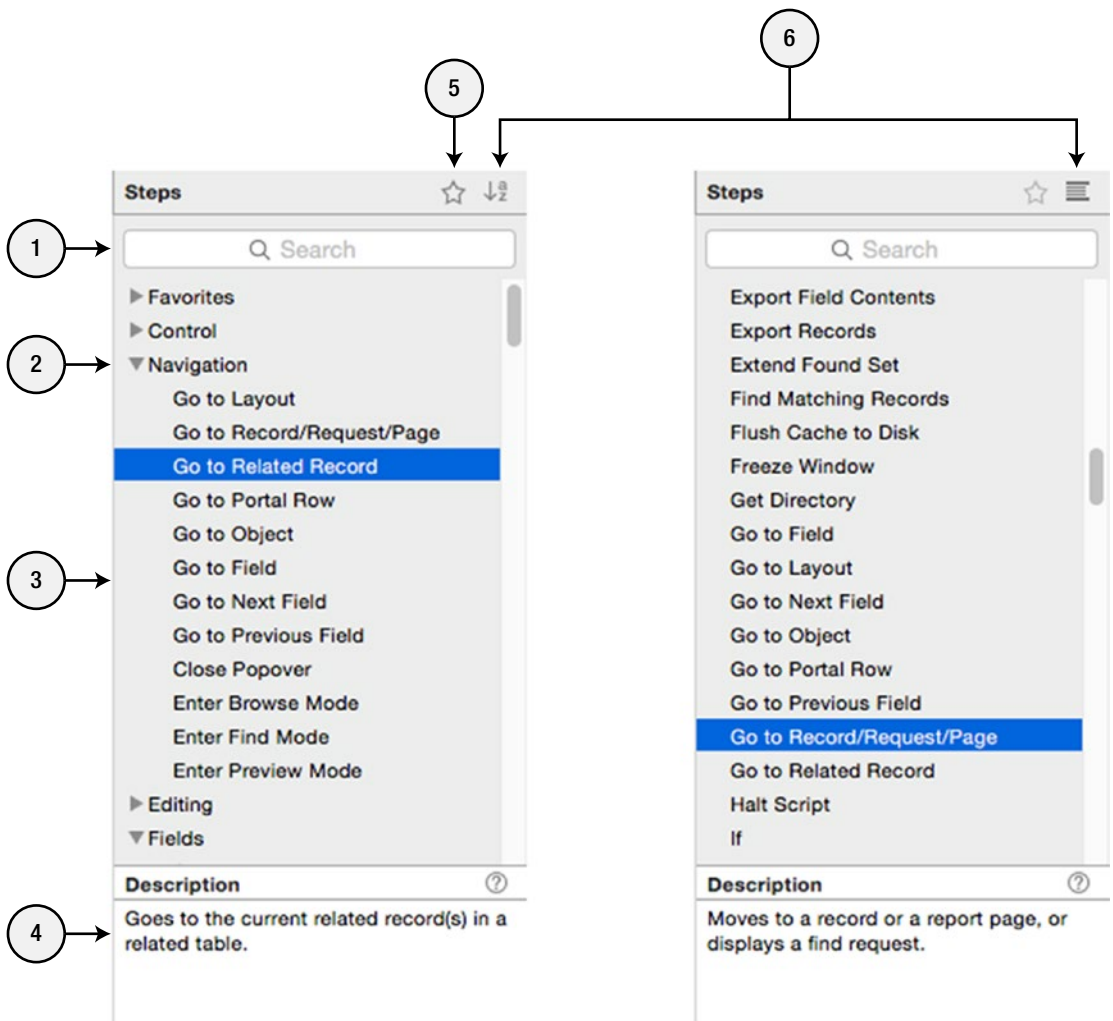 6
5
Steps
a
z
1
Search
Favorites
Control
2
Navigation
Go to Layout
Go to Record/Request/Page
Go to Related Record
Go to Portal Row
Go to Object
3
Go to Field
Go to Next Field
Go to Previous Field
Close Popover
Enter Browse Mode
Enter Find Mode
Enter Preview Mode
Editing
Fields
Description
?
4
Goes to the current related record(s) in a
related table.
Steps
Search
Export Field Contents
Export Records
Extend Found Set
Find Matching Records
Flush Cache to Disk
Freeze Window
Get Directory
Go to Field
Go to Layout
Go to Next Field
Go to Object
Go to Portal Row
Go to Previous Field
Go to Record/Request/Page
Go to Related Record
Halt Script
If
Description
?
Moves to a record or a report page, or
displays a find request.